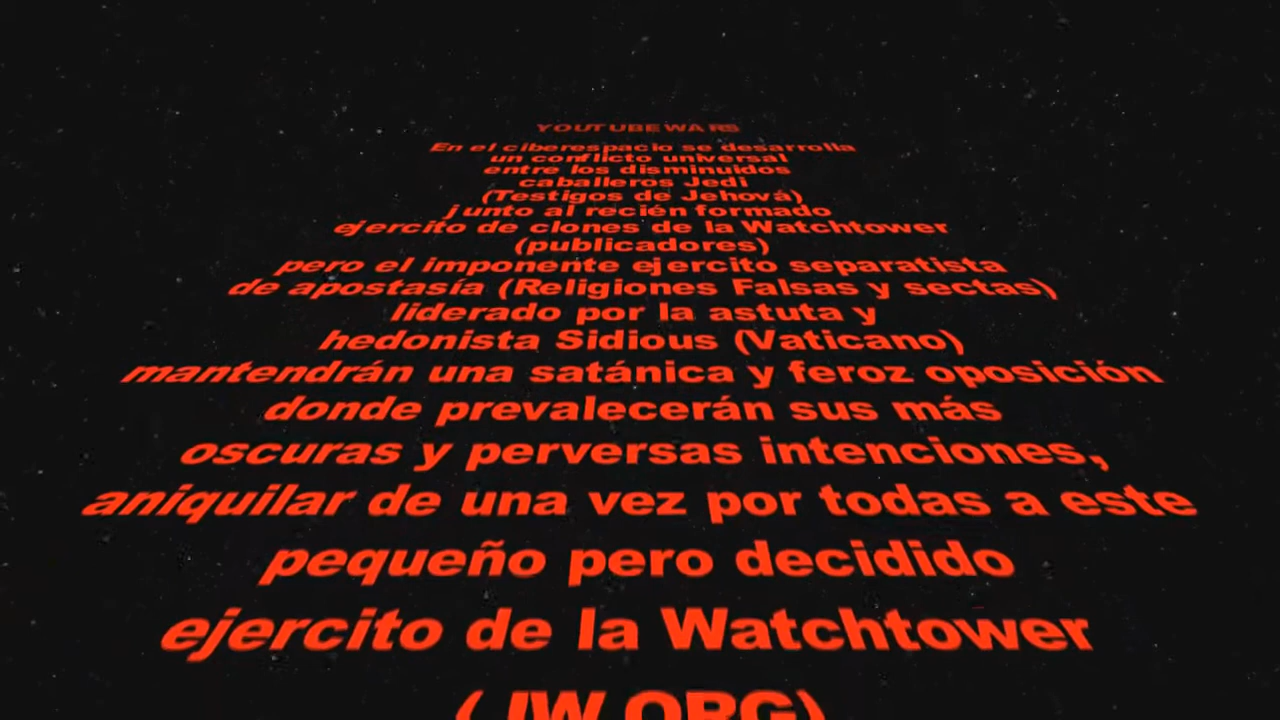 YOUTUBE WARS
En el ciberespacio se desarrolla
un conflicto universal
entre los disminuidos
caballeros Jedi
(Testigos de Jehová)
junto al recién formado
ejercito de clones de la Watchtower
(publicadores)
pero el imponente ejercito separatista
de apostasía (Religiones Falsas y sectas)
liderado por la astuta y
hedonista Sidious (Vaticano)
mantendrán una satánica y feroz oposición
donde prevalecerán sus más
oscuras y perversas intenciones,
aniquilar de una vez por todas a este
pequeño pero decidido
ejercito de la Watchtower
(JW.ORG)